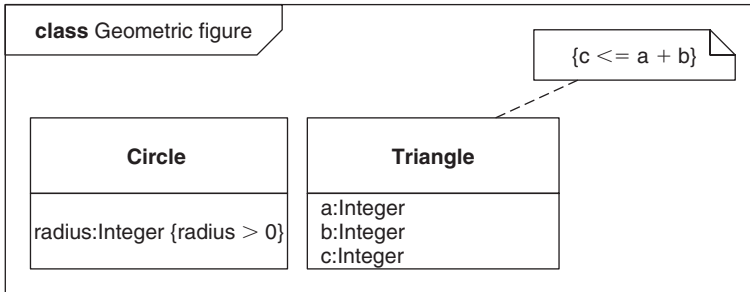 class Geometric figure
{c <= a + b}
Circle
radius:Integer {radius > 0}
Triangle
a:Integer
b:Integer
c:Integer